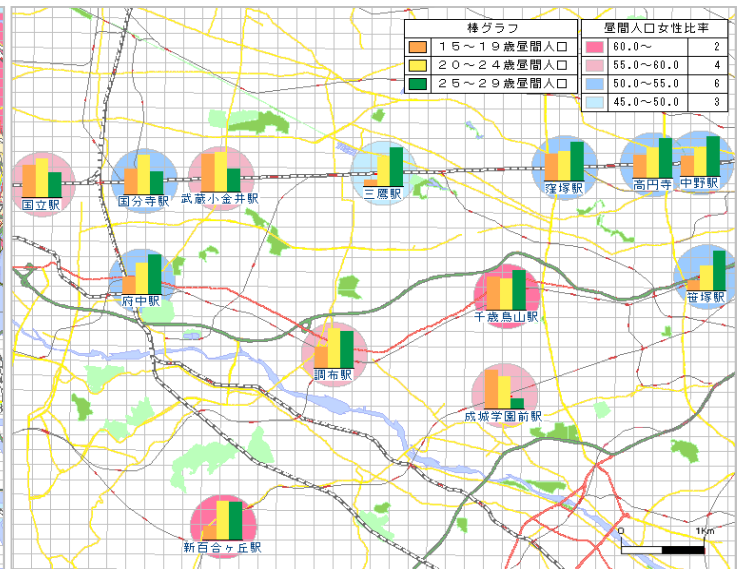 棒グラフ
15～19歳昼間人口
20～24歳昼間人口
25～29歳昼間人口
昼間人口女性比率
60.0～ 2
55.0～60.0 4
50.0～55.0 6
45.0～50.0 3
国立駅
国分寺駅
武蔵小金井駅
三鷹駅
窪塚駅
高円寺
中野駅
府中駅
笹塚駅
千歳烏山駅
調布駅
成城学園前駅
新百合ヶ丘駅
0 1Km